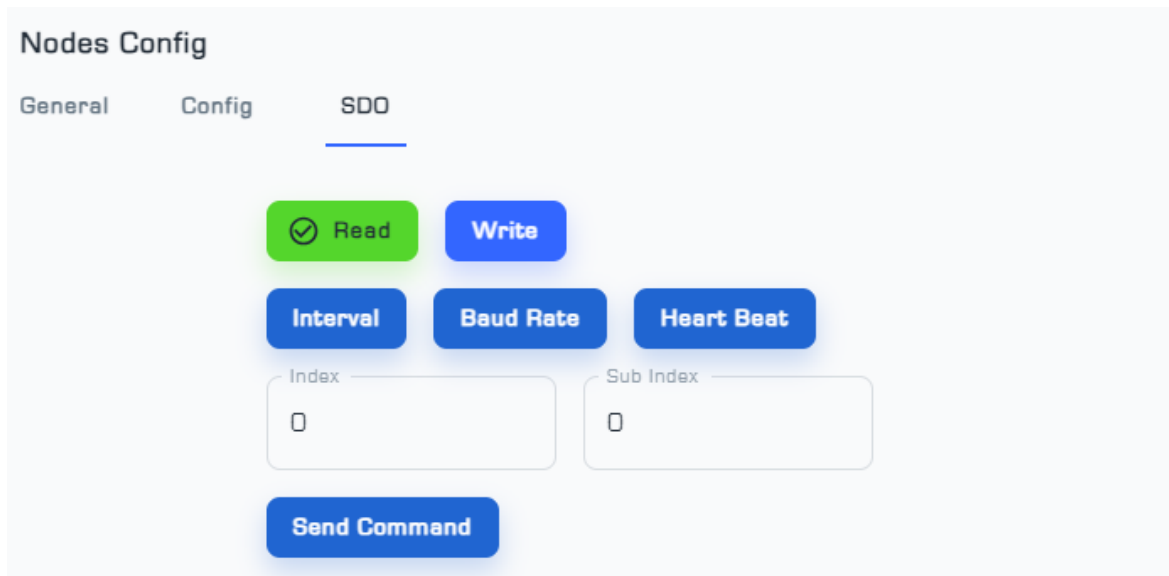 Nodes Config
General Config SDO
Read Write
Interval Baud Rate Heart Beat
Index Sub Index
0 0
Send Command